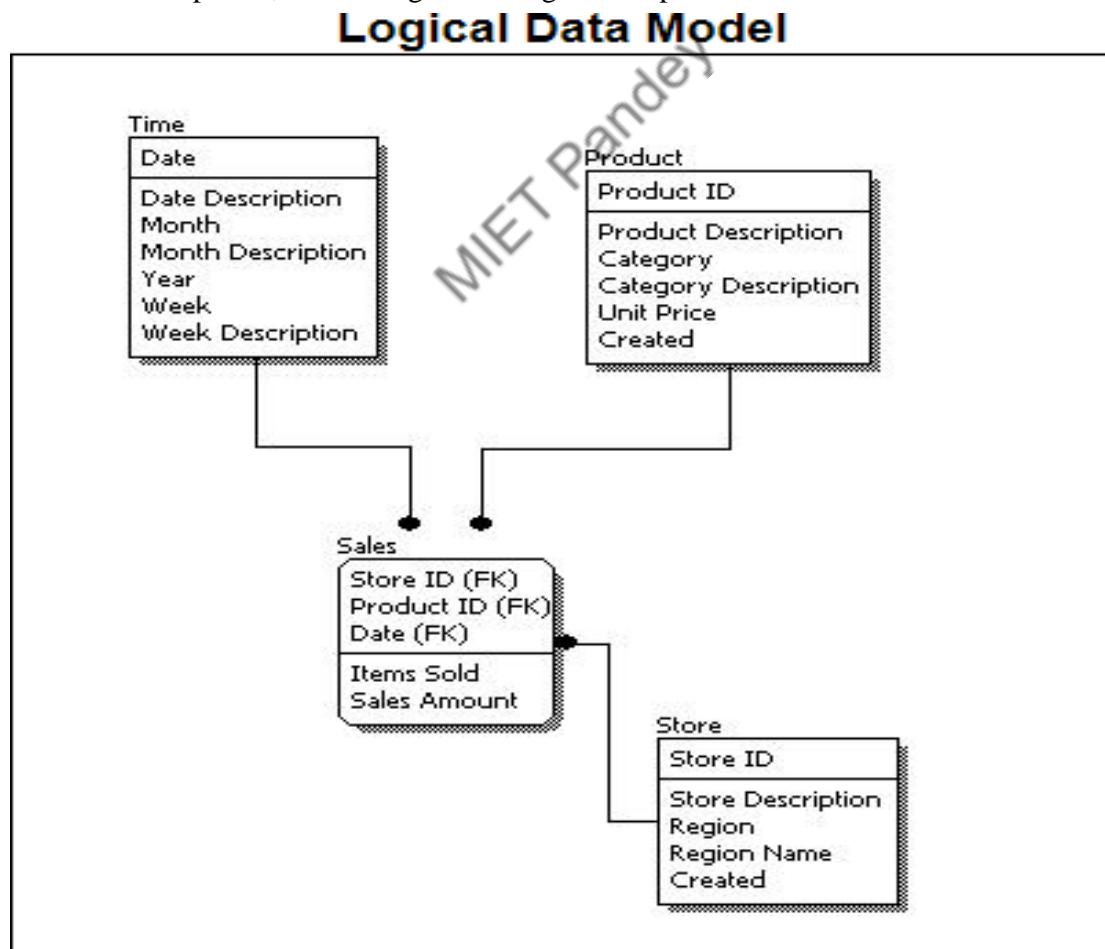 Logical Data Model
MIET Pandey
Time
Date
Date Description
Month
Month Description
Year
Week
Week Description
Product
Product ID
Product Description
Category
Category Description
Unit Price
Created
Sales
Store ID (FK)
Product ID (FK)
Date (FK)
Items Sold
Sales Amount
Store
Store ID
Store Description
Region
Region Name
Created